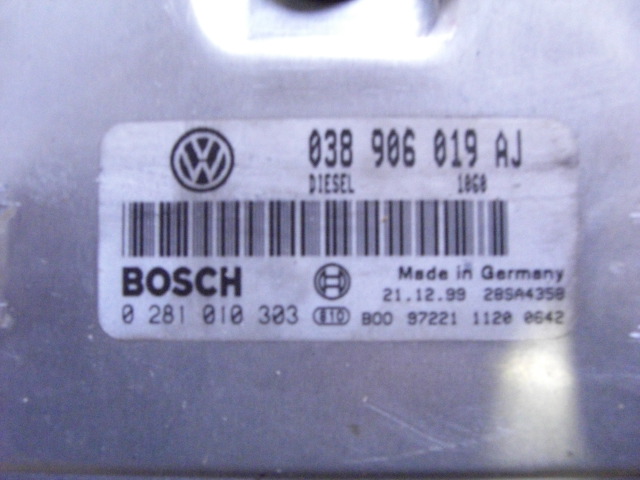 038 906 019 AJ
DIESEL 1060
BOSCH
Made in Germany
21.12.99 28SA4358
0 281 010 303 B00 97221 1120 0642